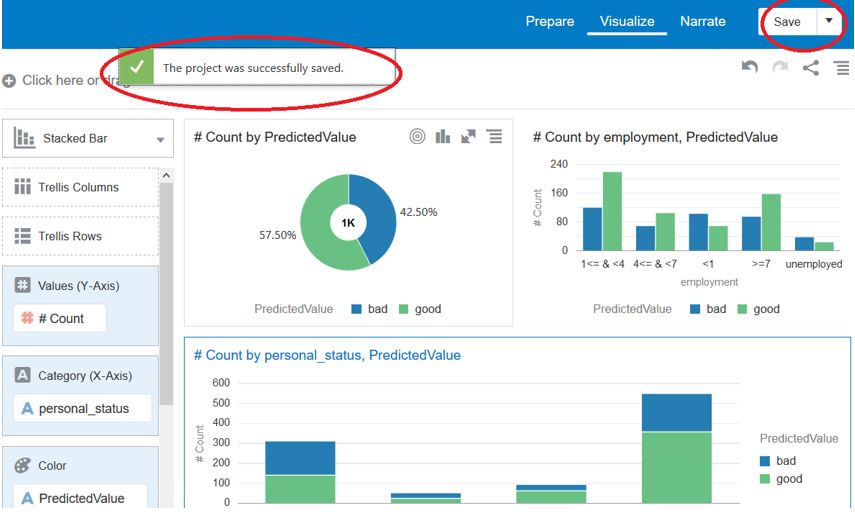 Prepare
Visualize
Narrate
Save
The project was successfully saved.
Click here or drag
Stacked Bar
Trellis Columns
Trellis Rows
Values (Y-Axis)
# Count
Category (X-Axis)
A personal_status
Color
A PredictedValue
# Count by PredictedValue
1K
42.50%
57.50%
PredictedValue bad good
# Count by employment, PredictedValue
# Count
240
160
80
0
1<= & <4 4<= & <7 <1 >=7 unemployed
employment
PredictedValue bad good
# Count by personal_status, PredictedValue
# Count
600
500
400
300
200
100
0
PredictedValue
bad
good